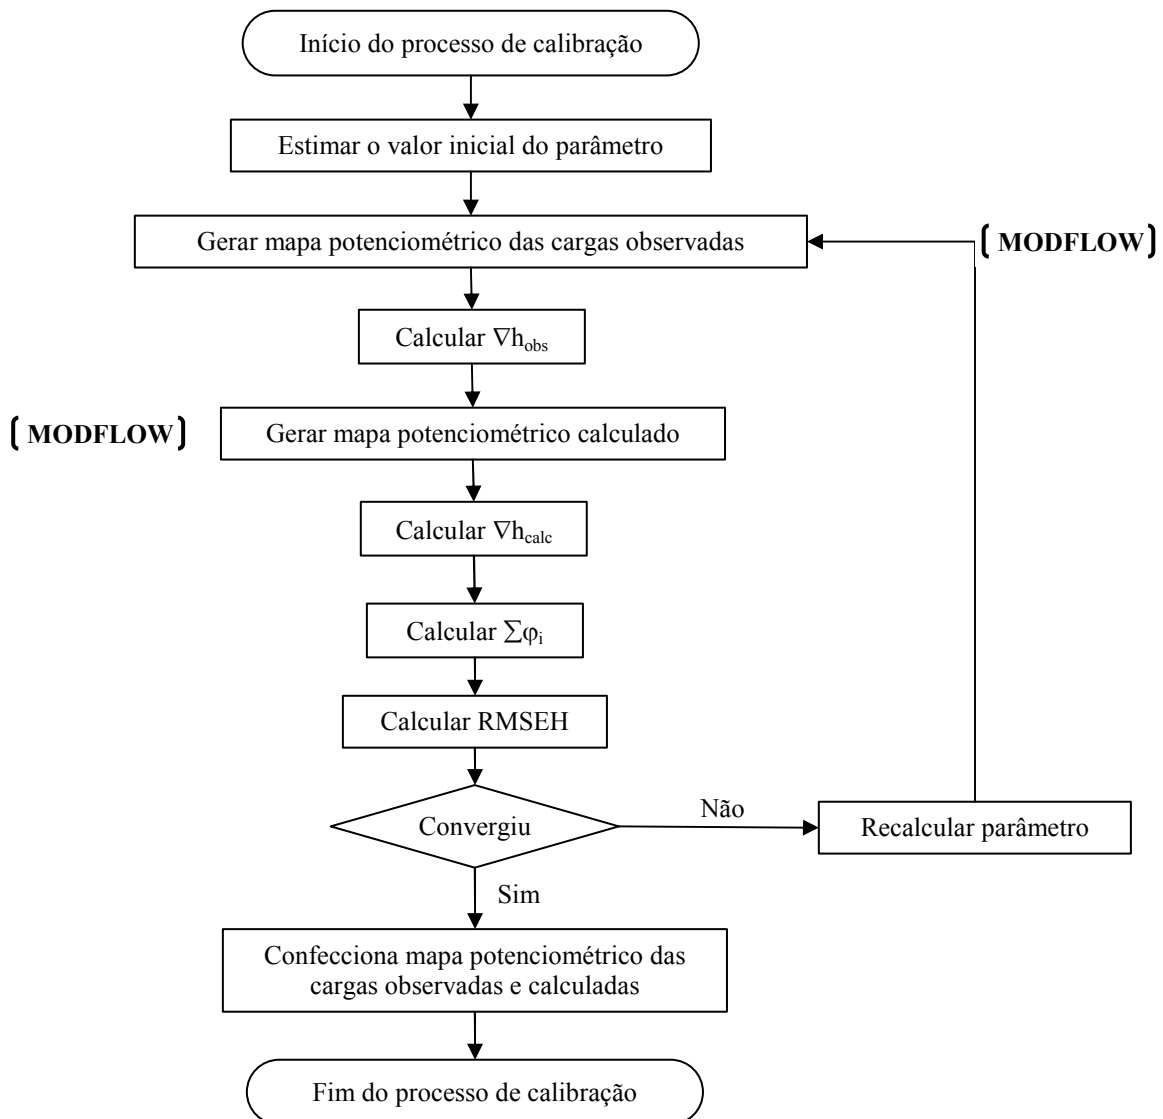 Início do processo de calibração
Estimar o valor inicial do parâmetro
Gerar mapa potenciométrico das cargas observadas
[ MODFLOW ]
Calcular ∇hobs
[ MODFLOW ]
Gerar mapa potenciométrico calculado
Calcular ∇hcalc
Calcular ∑φi
Calcular RMSEH
Convergiu
Não
Recalcular parâmetro
Sim
Confecciona mapa potenciométrico das
cargas observadas e calculadas
Fim do processo de calibração